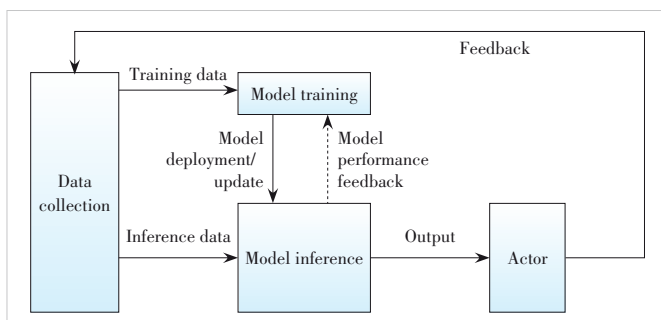 Feedback
Training data
Model training
Model
deployment/
update
Model
performance
feedback
Data
collection
Inference data
Model inference
Output
Actor